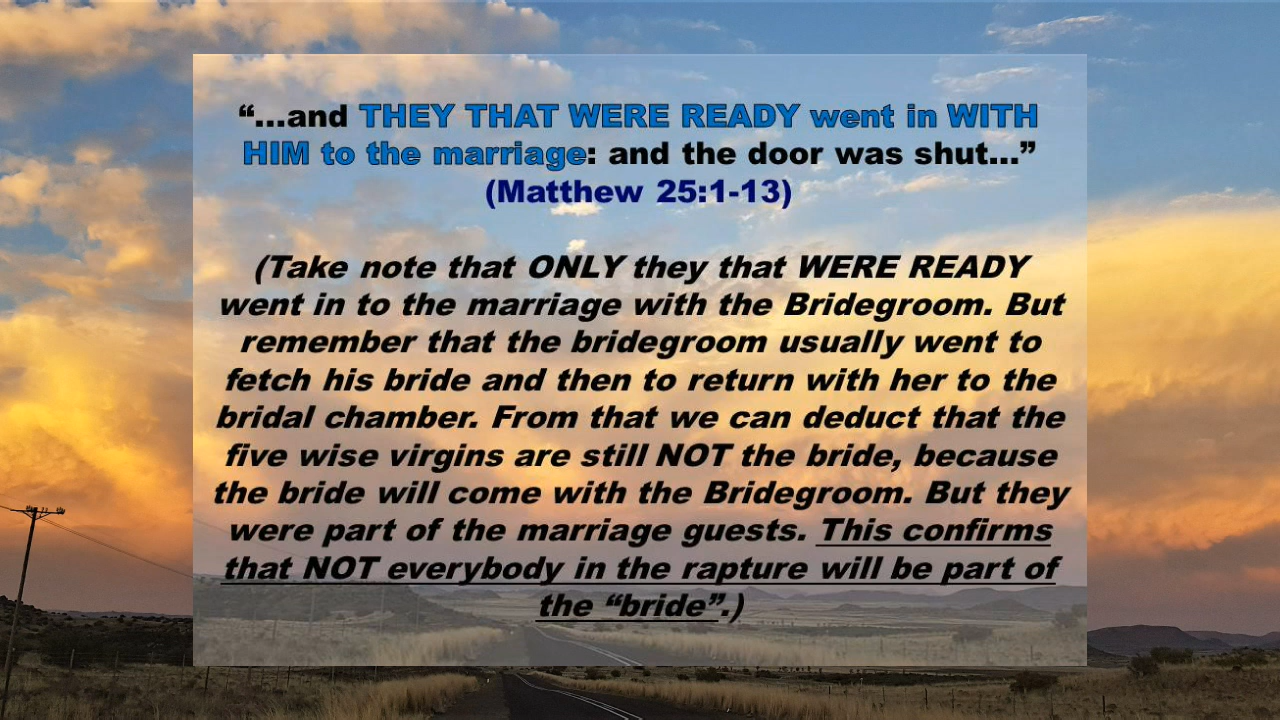 “...and THEY THAT WERE READY went in WITH
HIM to the marriage: and the door was shut...”
(Matthew 25:1-13)
(Take note that ONLY they that WERE READY
went in to the marriage with the Bridegroom. But
remember that the bridegroom usually went to
fetch his bride and then to return with her to the
bridal chamber. From that we can deduct that the
five wise virgins are still NOT the bride, because
the bride will come with the Bridegroom. But they
were part of the marriage guests. This confirms
that NOT everybody in the rapture will be part of
the “bride”.)